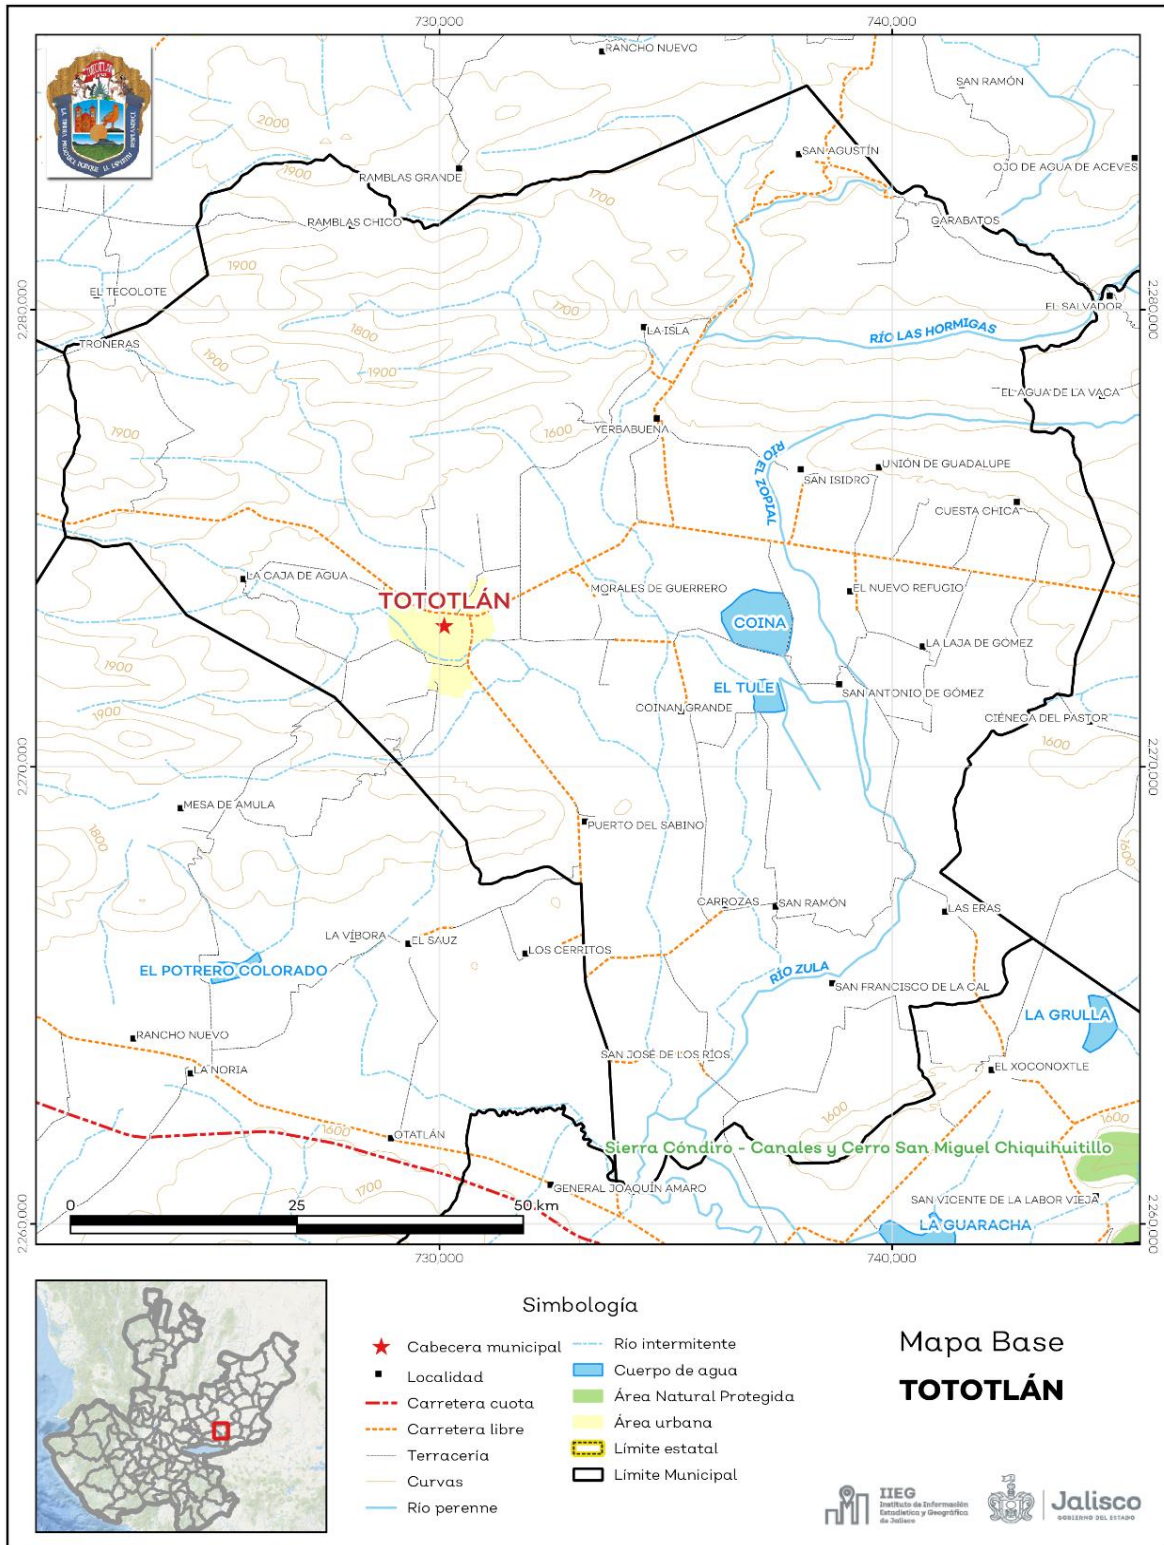 730,000
740,000
RANCHO NUEVO
SAN RAMÓN
TOTOTLÁN
2000
SAN AGUSTÍN
OJO DE AGUA DE ACEVES
1900
RAMBLAS GRANDE
1700
RAMBLAS CHICO
GARABATOS
1900
EL TECOLOTE
2,280,000
1700
EL SALVADOR
2,280,000
TRONERAS
1800
LA ISLA
RÍO LAS HORMIGAS
1900
1900
EL AGUA DE LA VACA
1900
1600
YERBABUENA
RÍO EL ZOPIAL
SAN ISIDRO
UNIÓN DE GUADALUPE
CUESTA CHICA
LA CAJA DE AGUA
TOTOTLÁN
MORALES DE GUERRERO
EL NUEVO REFUGIO
COINA
LA LAJA DE GÓMEZ
1900
EL TULE
SAN ANTONIO DE GÓMEZ
1900
COINAN GRANDE
CIÉNEGA DEL PASTOR
1600
2,270,000
2,270,000
MESA DE AMULA
PUERTO DEL SABINO
1800
1600
CARROZAS
SAN RAMÓN
LAS ERAS
LA VÍBORA
EL SAUZ
LOS CERRITOS
EL POTRERO COLORADO
RÍO ZULA
SAN FRANCISCO DE LA CAL
LA GRULLA
RANCHO NUEVO
SAN JOSÉ DE LOS RÍOS
LA NORIA
EL XOCONOXTLE
1600
1600
1600
OTATLÁN
Sierra Cóndiro - Canales y Cerro San Miguel Chiquihuitillo
1700
GENERAL JOAQUÍN AMARO
SAN VICENTE DE LA LABOR VIEJA
0 25 50 km
LA GUARACHA
2,260,000
2,260,000
730,000
740,000
Simbología
Cabecera municipal
Localidad
Carretera cuota
Carretera libre
Terracería
Curvas
Río perenne
Río intermitente
Cuerpo de agua
Área Natural Protegida
Área urbana
Límite estatal
Límite Municipal
Mapa Base
TOTOTLÁN
IIEG
Instituto de Información
Estadística y Geográfica
de Jalisco
Jalisco
GOBIERNO DEL ESTADO